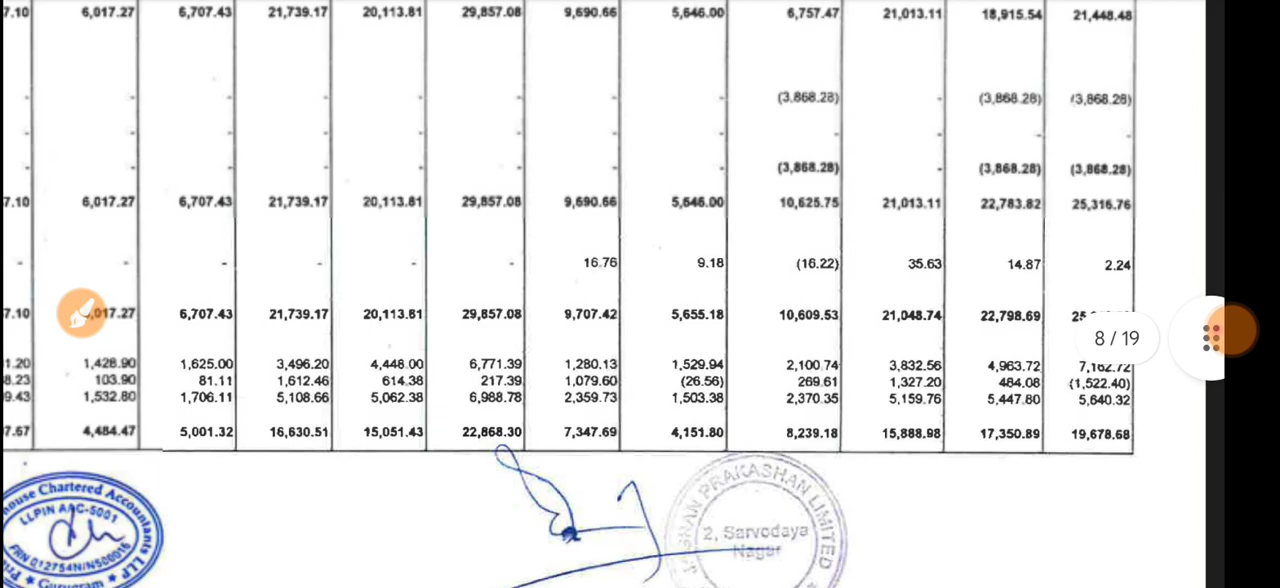 7.10 6,017.27 6,707.43 21,739.17 20,113.81 29,857.08 9,690.66 5,646.00 6,757.47 21,013.11 18,915.54 21,448.48
- - - - - - - - (3,868.28) - (3,868.28) (3,868.28)
- - - - - - - - - - - -
- - - - - - - - (3,868.28) - (3,868.28) (3,868.28)
7.10 6,017.27 6,707.43 21,739.17 20,113.81 29,857.08 9,690.66 5,646.00 10,625.75 21,013.11 22,783.82 25,316.76
- - - - - - 16.76 9.18 (16.22) 35.63 14.87 2.24
7.10 ,017.27 6,707.43 21,739.17 20,113.81 29,857.08 9,707.42 5,655.18 10,609.53 21,048.74 22,798.69 25
8 / 19
1.20 1,428.90 1,625.00 3,496.20 4,448.00 6,771.39 1,280.13 1,529.94 2,100.74 3,832.56 4,963.72 7,162.72
8.23 103.90 81.11 1,612.46 614.38 217.39 1,079.60 (26.56) 269.61 1,327.20 484.08 (1,522.40)
9.43 1,532.80 1,706.11 5,108.66 5,062.38 6,988.78 2,359.73 1,503.38 2,370.35 5,159.76 5,447.80 5,640.32
7.67 4,484.47 5,001.32 16,630.51 15,051.43 22,868.30 7,347.69 4,151.80 8,239.18 15,888.98 17,350.89 19,678.68
house Chartered Accountants LLP
LLPIN AAC-5001
FRN 012754N/N500016
Gurugram
PRAKASHAN LIMITED
2, Sarvodaya
Nagar